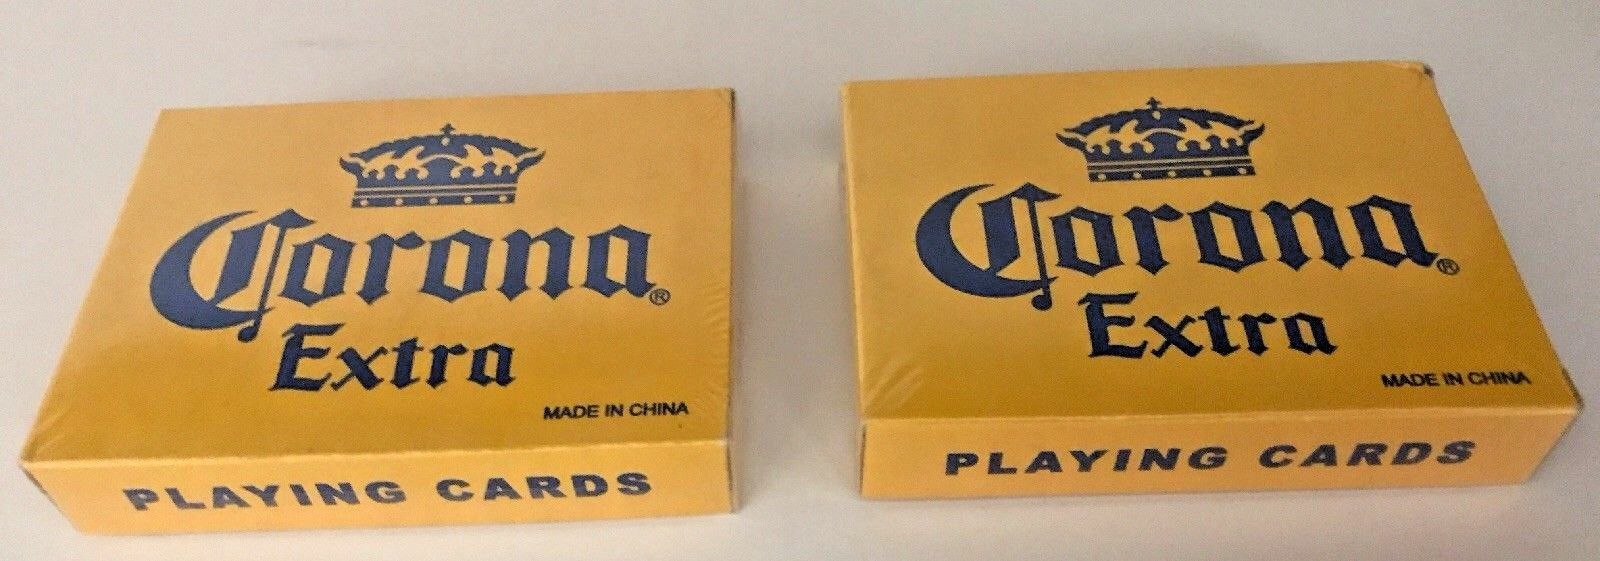 Corona®
Extra
MADE IN CHINA
PLAYING CARDS
Corona®
Extra
MADE IN CHINA
PLAYING CARDS